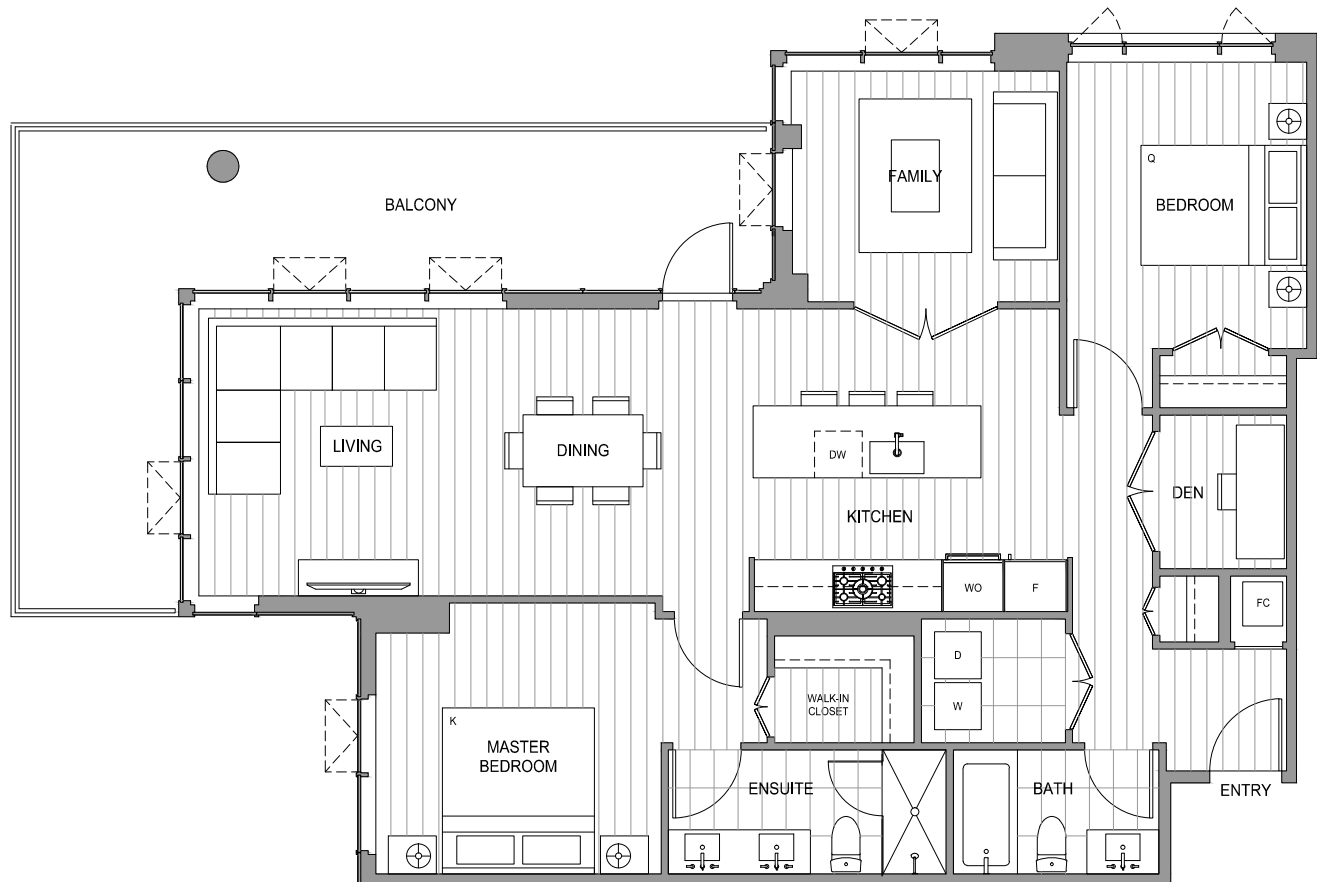 Q
FAMILY
BALCONY
BEDROOM
LIVING
DINING
DW
DEN
KITCHEN
WO
F
FC
D
W
WALK-IN
CLOSET
K
MASTER
BEDROOM
ENSUITE
BATH
ENTRY